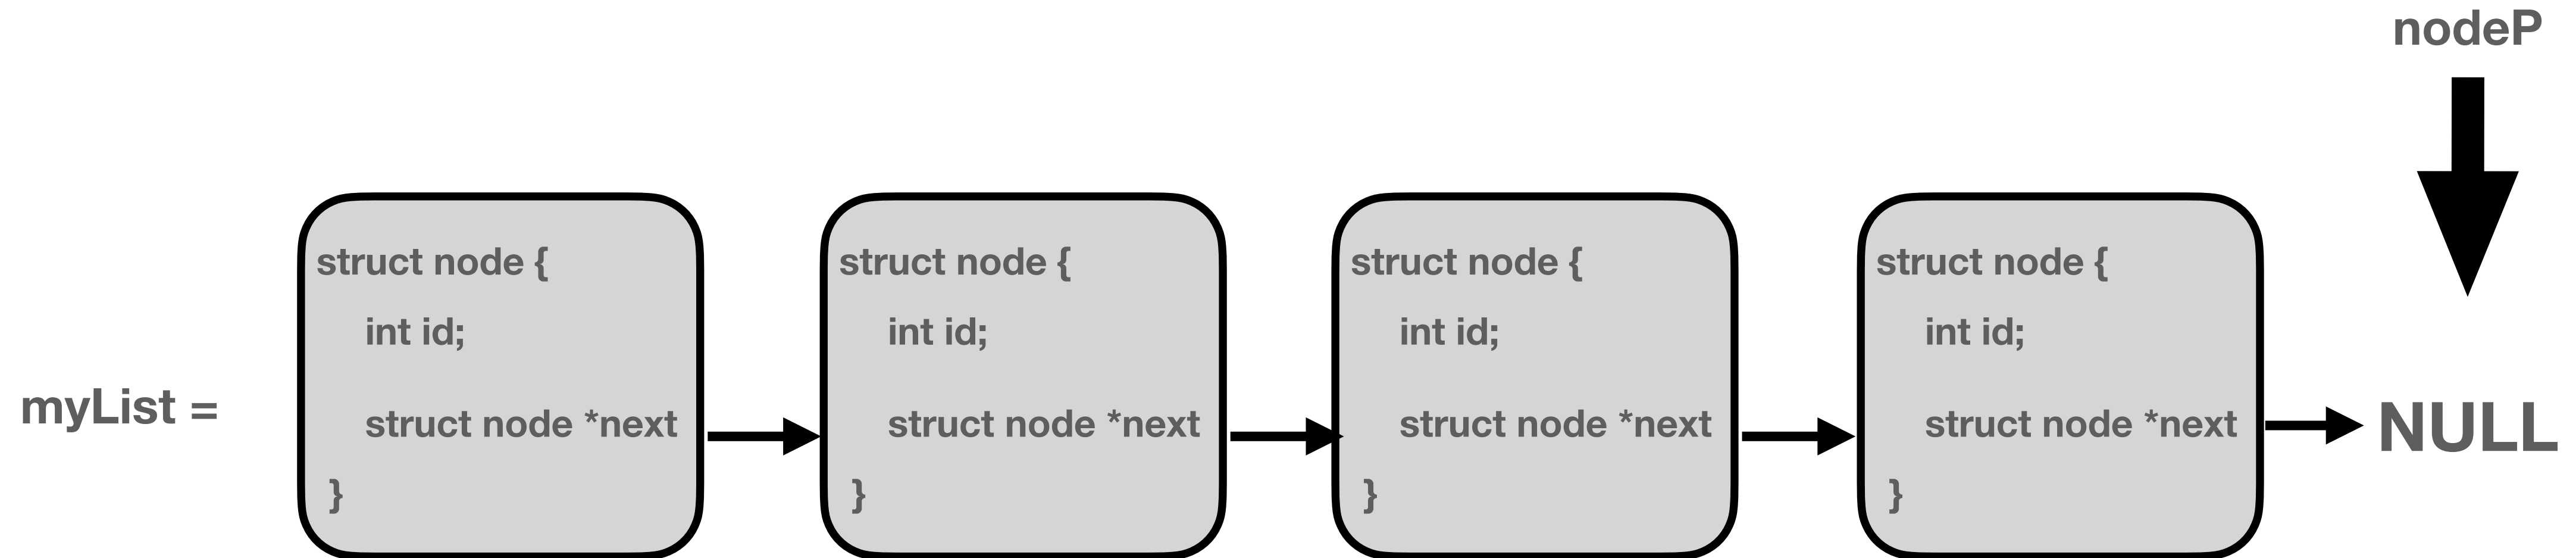 nodeP
myList =
struct node {
int id;
struct node *next
}
struct node {
int id;
struct node *next
}
struct node {
int id;
struct node *next
}
struct node {
int id;
struct node *next
}
NULL